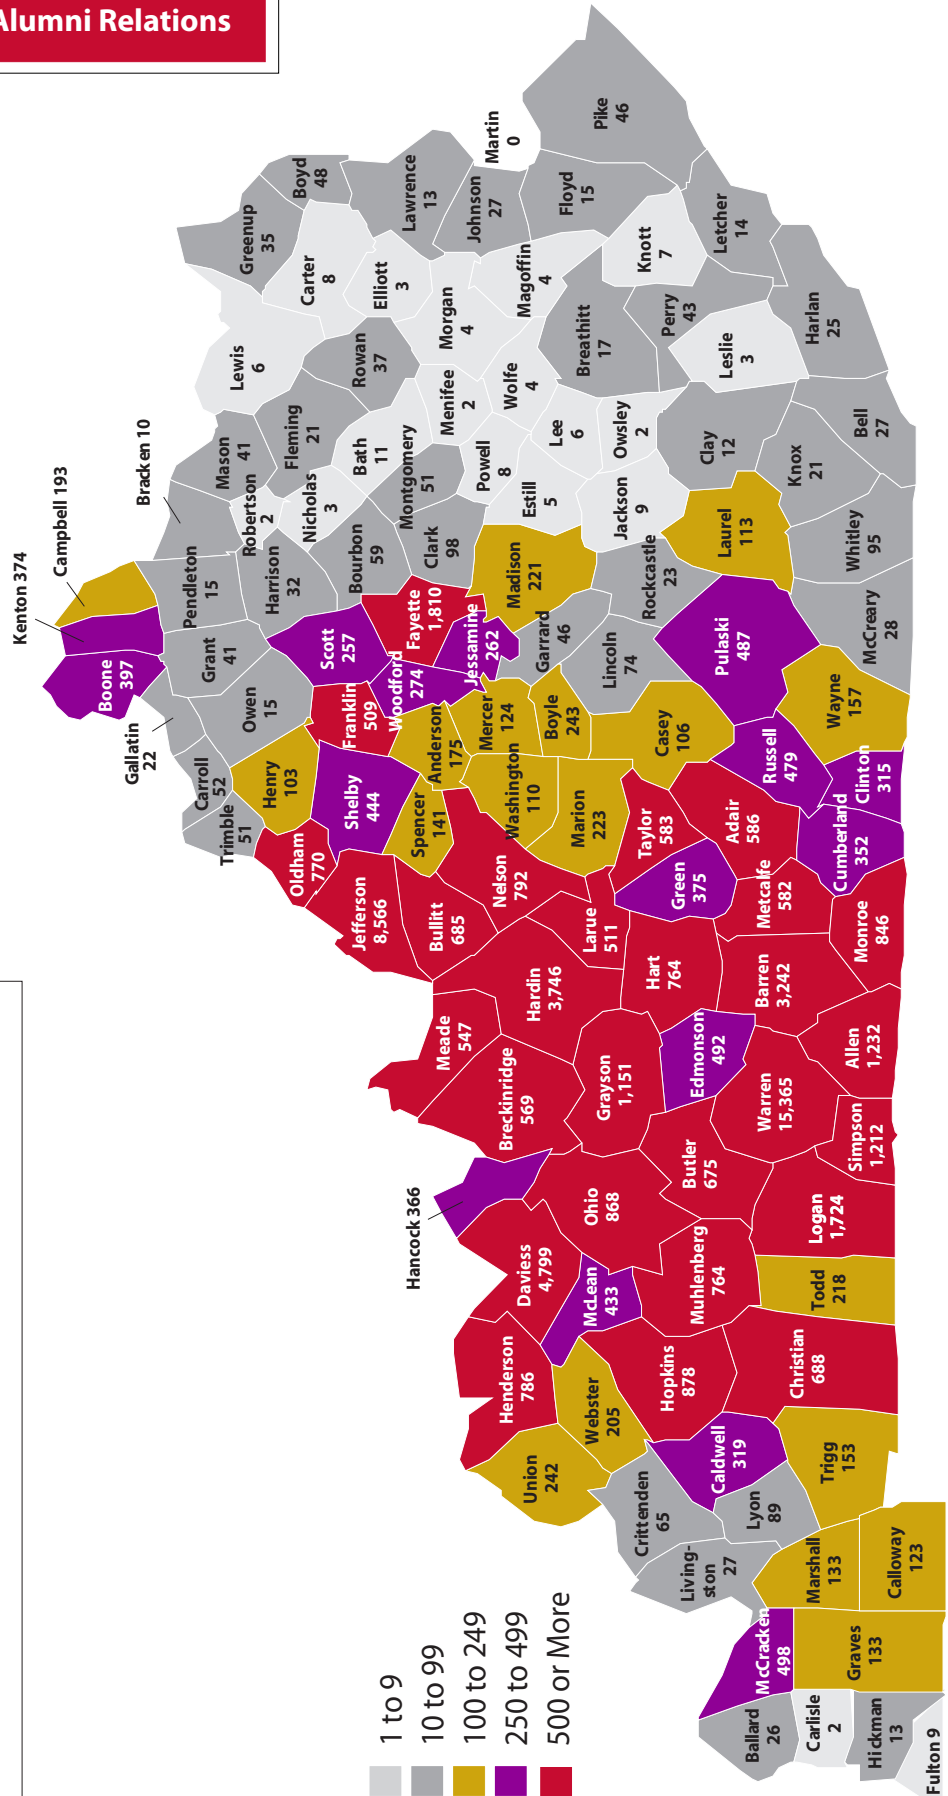 Alumni Relations
Kenton 374
Campbell 193
Bracken 10
Boone
397
Gallatin
22
Carroll
52
Trimble
51
Grant
41
Pendleton
15
Owen
15
Henry
103
Oldham
770
Robertson
2
Mason
41
Lewis
6
Greenup
35
Boyd
48
Carter
8
Fleming
21
Harrison
32
Nicholas
3
Scott
257
Franklin
509
Shelby
444
Jefferson
8,566
Bourbon
59
Bath
11
Rowan
37
Elliott
3
Lawrence
13
Martin
0
Pike
46
Johnson
27
Floyd
15
Magoffin
4
Morgan
4
Menifee
2
Montgomery
51
Clark
98
Fayette
1,810
Woodford
274
Jessamine
262
Anderson
175
Spencer
141
Bullitt
685
Nelson
792
Washington
110
Mercer
124
Boyle
243
Garrard
46
Madison
221
Estill
5
Powell
8
Wolfe
4
Lee
6
Breathitt
17
Knott
7
Letcher
14
Perry
43
Leslie
3
Harlan
25
Owsley
2
Jackson
9
Clay
12
Knox
21
Bell
27
Whitley
95
Laurel
113
Rockcastle
23
Lincoln
74
Pulaski
487
McCreary
28
Wayne
157
Casey
106
Russell
479
Clinton
315
Cumberland
352
Adair
586
Taylor
583
Marion
223
Green
375
Metcalfe
582
Monroe
846
Larue
511
Hart
764
Barren
3,242
Allen
1,232
Hardin
3,746
Meade
547
Breckinridge
569
Grayson
1,151
Edmonson
492
Warren
15,365
Simpson
1,212
Butler
675
Logan
1,724
Hancock 366
Ohio
868
Daviess
4,799
McLean
433
Muhlenberg
764
Todd
218
Henderson
786
Webster
205
Hopkins
878
Christian
688
Union
242
Crittenden
65
Caldwell
319
Lyon
89
Trigg
153
Living-
ston 27
Marshall
133
Calloway
123
McCracken
498
Graves
133
Ballard
26
Carlisle
2
Hickman
13
Fulton 9
1 to 9
10 to 99
100 to 249
250 to 499
500 or More